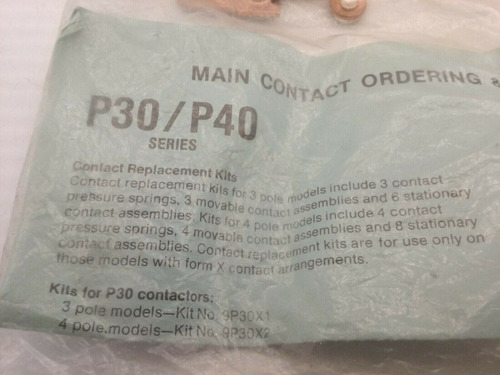 MAIN CONTACT ORDERING &
P30/P40
SERIES
Contact Replacement Kits
Contact replacement kits for 3 pole models include 3 contact
pressure springs, 3 movable contact assemblies and 6 stationary
contact assemblies. Kits for 4 pole models include 4 contact
pressure springs, 4 movable contact assemblies and 8 stationary
contact assemblies. Contact replacement kits are for use only on
those models with form X contact arrangements.
Kits for P30 contactors:
3 pole models—Kit No. 9P30X1
4 pole models—Kit No. 9P30X2